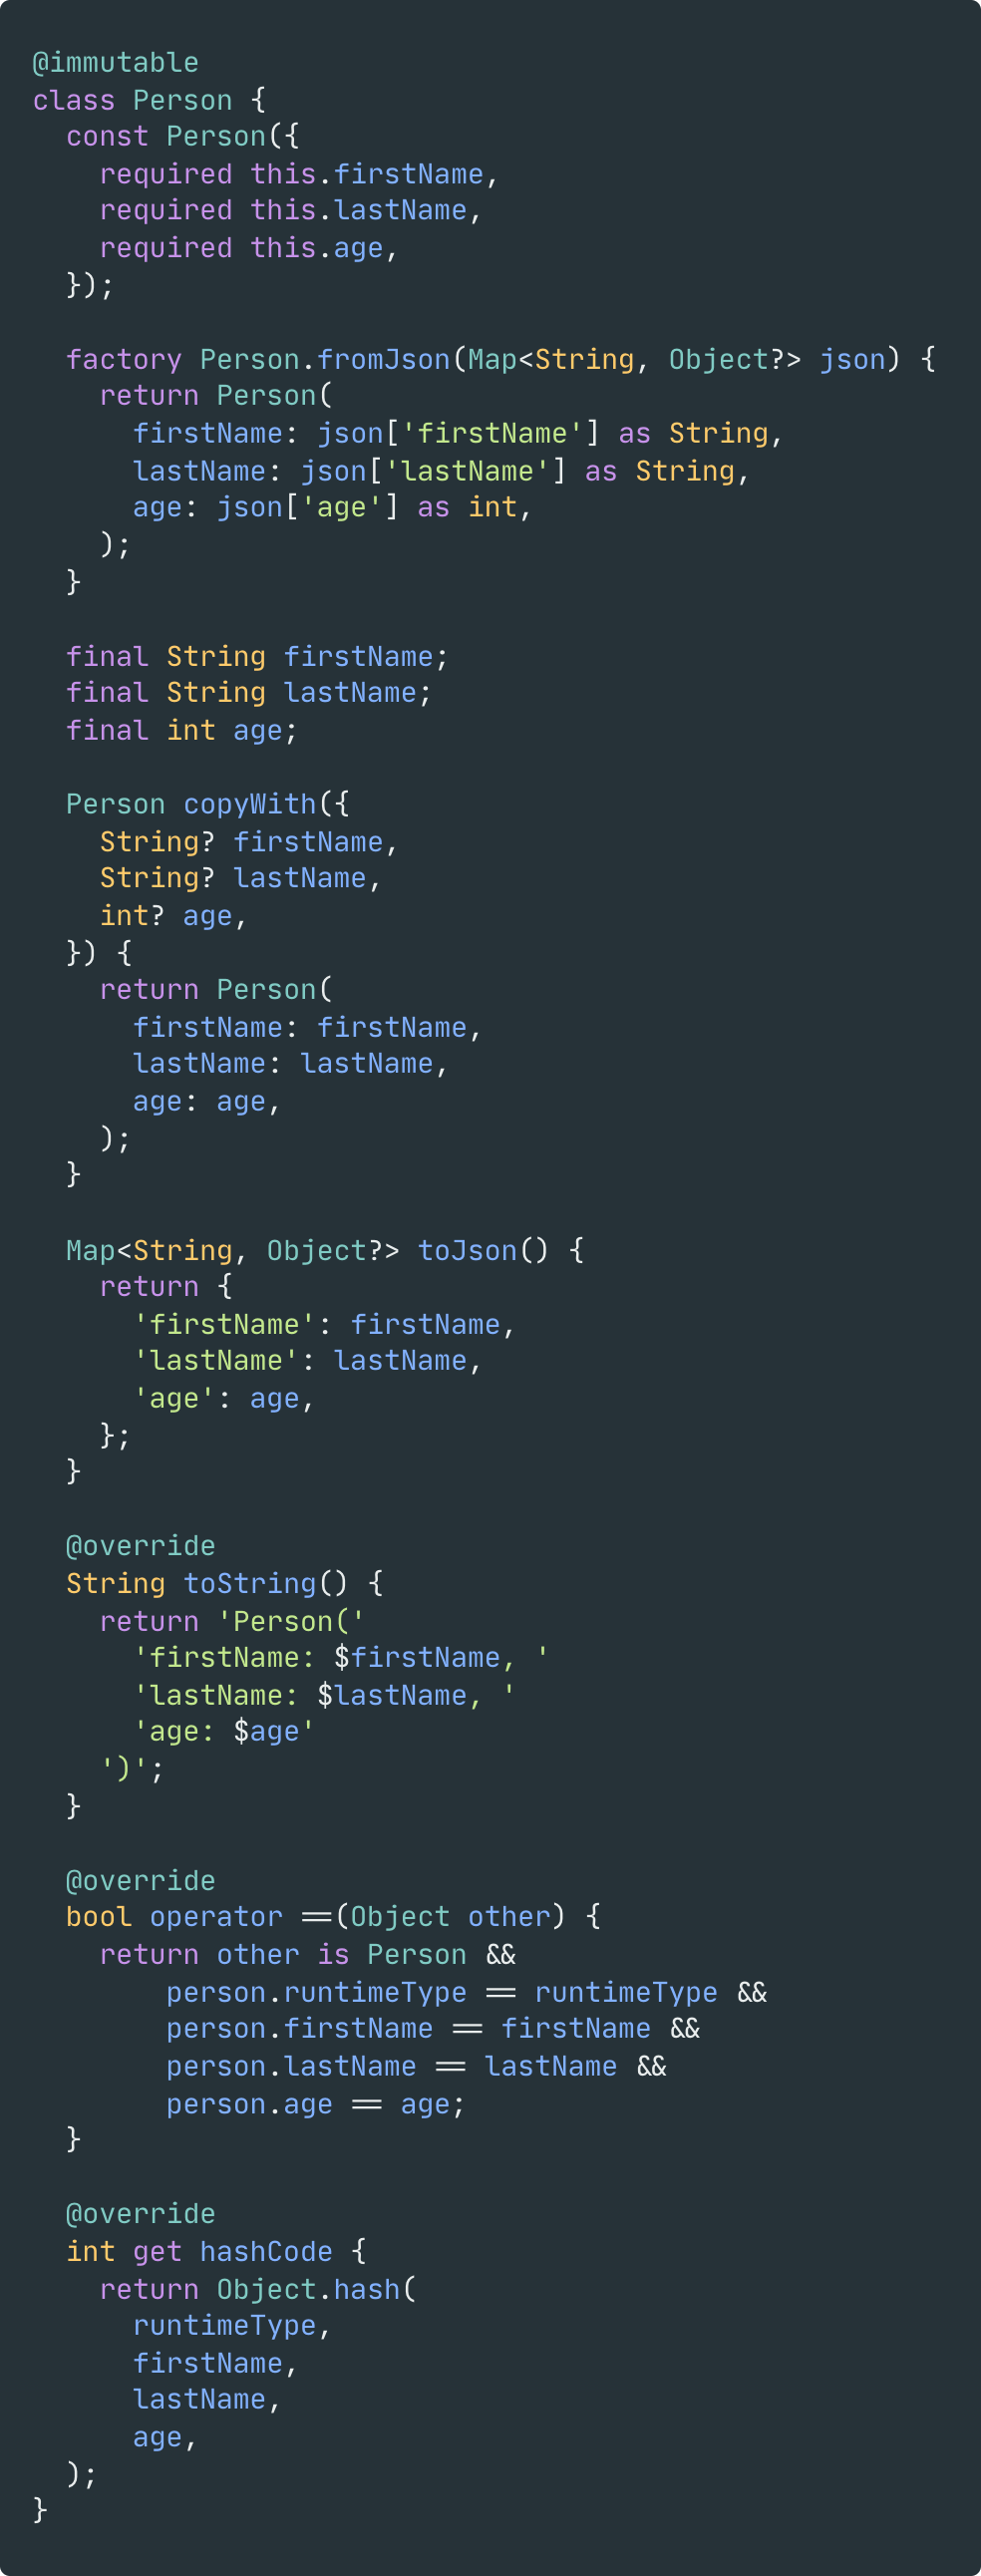 @immutable
class Person {
  const Person({
    required this.firstName,
    required this.lastName,
    required this.age,
  });

  factory Person.fromJson(Map<String, Object?> json) {
    return Person(
      firstName: json['firstName'] as String,
      lastName: json['lastName'] as String,
      age: json['age'] as int,
    );
  }

  final String firstName;
  final String lastName;
  final int age;

  Person copyWith({
    String? firstName,
    String? lastName,
    int? age,
  }) {
    return Person(
      firstName: firstName,
      lastName: lastName,
      age: age,
    );
  }

  Map<String, Object?> toJson() {
    return {
      'firstName': firstName,
      'lastName': lastName,
      'age': age,
    };
  }

  @override
  String toString() {
    return 'Person('
      'firstName: $firstName, '
      'lastName: $lastName, '
      'age: $age'
    ')';
  }

  @override
  bool operator ==(Object other) {
    return other is Person &&
        person.runtimeType == runtimeType &&
        person.firstName == firstName &&
        person.lastName == lastName &&
        person.age == age;
  }

  @override
  int get hashCode {
    return Object.hash(
      runtimeType,
      firstName,
      lastName,
      age,
  );
}